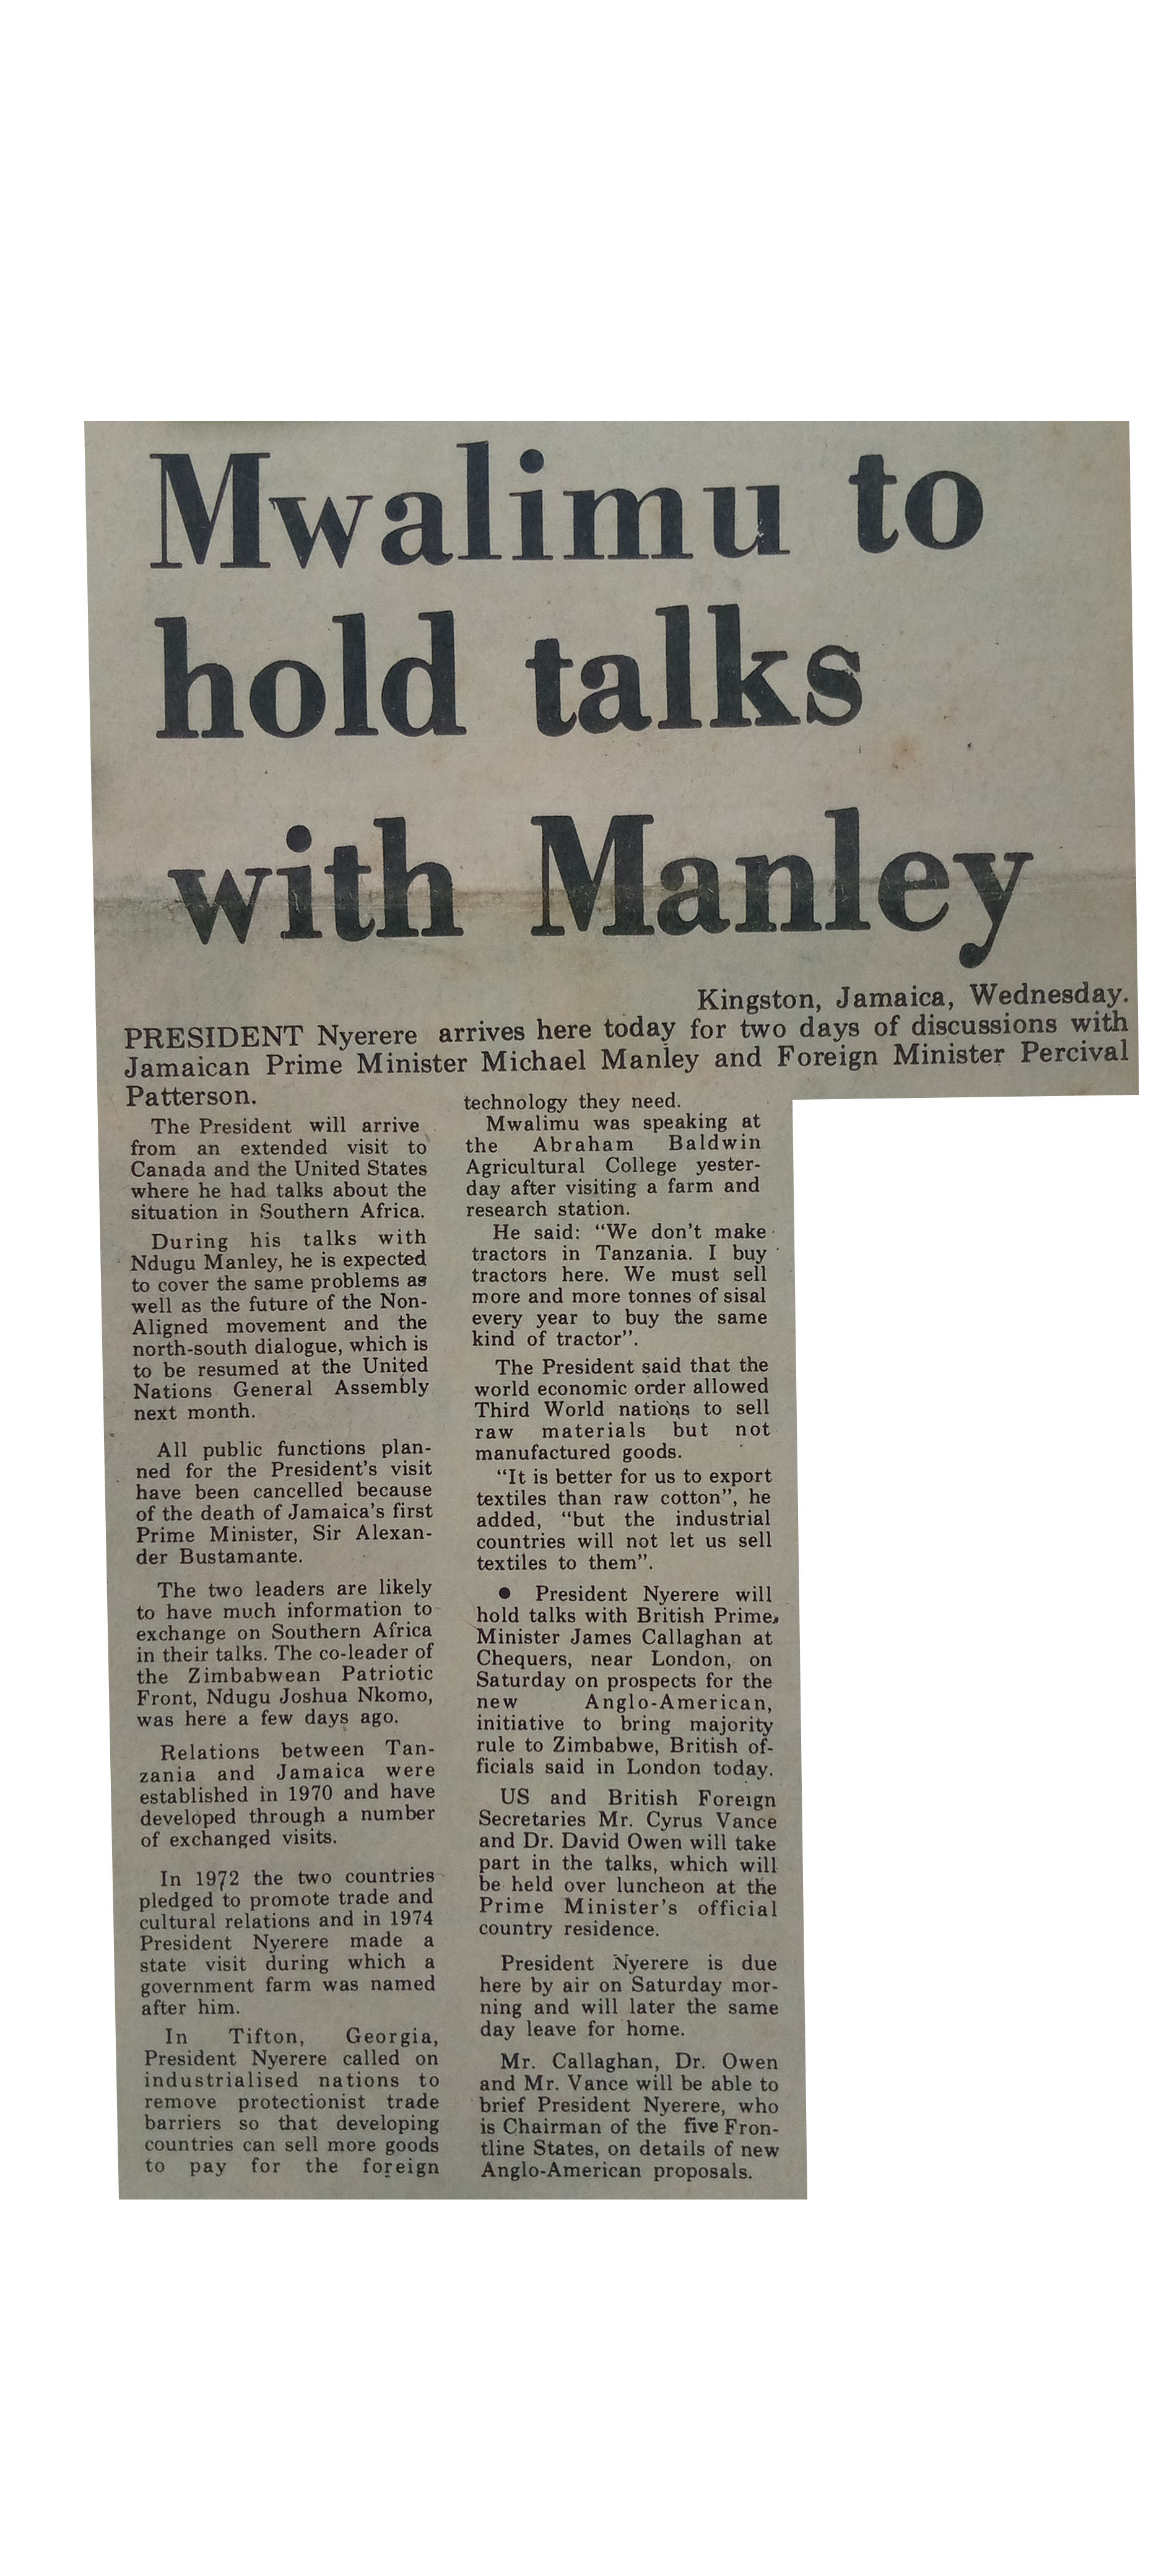 Mwalimu to
hold talks
with Manley
Kingston, Jamaica, Wednesday.
PRESIDENT Nyerere arrives here today for two days of discussions with
Jamaican Prime Minister Michael Manley and Foreign Minister Percival
Patterson.
The President will arrive
from an extended visit to
Canada and the United States
where he had talks about the
situation in Southern Africa.
During his talks with
Ndugu Manley, he is expected
to cover the same problems as
well as the future of the Non-
Aligned movement and the
north-south dialogue, which is
to be resumed at the United
Nations General Assembly
next month.
All public functions plan-
ned for the President's visit
have been cancelled because
of the death of Jamaica's first
Prime Minister, Sir Alexan-
der Bustamante.
The two leaders are likely
to have much information to
exchange on Southern Africa
in their talks. The co-leader of
the Zimbabwean Patriotic
Front, Ndugu Joshua Nkomo,
was here a few days ago.
Relations between Tan-
zania and Jamaica were
established in 1970 and have
developed through a number
of exchanged visits.
In 1972 the two countries
pledged to promote trade and
cultural relations and in 1974
President Nyerere made a
state visit during which a
government farm was named
after him.
In Tifton, Georgia,
President Nyerere called on
industrialised nations to
remove protectionist trade
barriers so that developing
countries can sell more goods
to pay for the foreign
technology they need.
Mwalimu was speaking at
the Abraham Baldwin
Agricultural College yester-
day after visiting a farm and
research station.
He said: "We don't make
tractors in Tanzania. I buy
tractors here. We must sell
more and more tonnes of sisal
every year to buy the same
kind of tractor".
The President said that the
world economic order allowed
Third World nations to sell
raw materials but not
manufactured goods.
"It is better for us to export
textiles than raw cotton", he
added, "but the industrial
countries will not let us sell
textiles to them".
● President Nyerere will
hold talks with British Prime
Minister James Callaghan at
Chequers, near London, on
Saturday on prospects for the
new Anglo-American,
initiative to bring majority
rule to Zimbabwe, British of-
ficials said in London today.
US and British Foreign
Secretaries Mr. Cyrus Vance
and Dr. David Owen will take
part in the talks, which will
be held over luncheon at the
Prime Minister's official
country residence.
President Nyerere is due
here by air on Saturday mor-
ning and will later the same
day leave for home.
Mr. Callaghan, Dr. Owen
and Mr. Vance will be able to
brief President Nyerere, who
is Chairman of the five Fron-
tline States, on details of new
Anglo-American proposals.